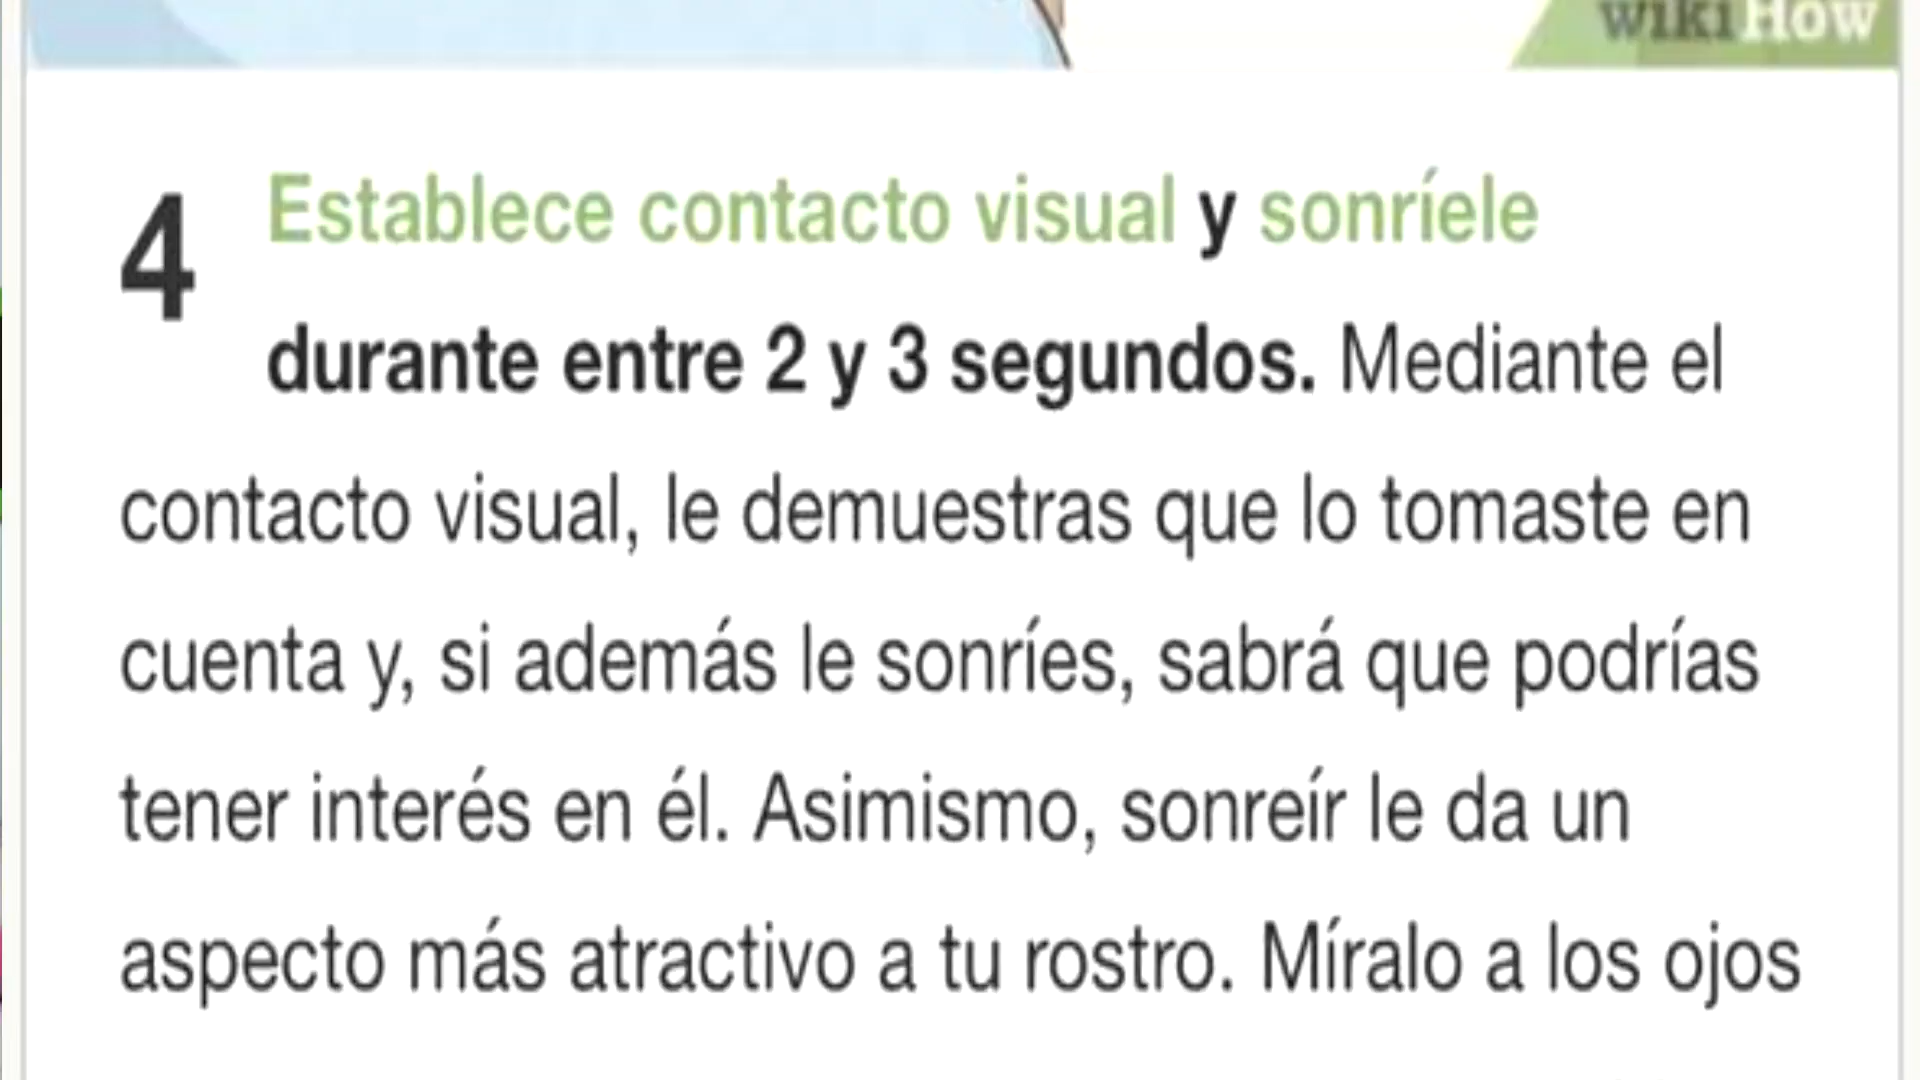 wikiHow
4 Establece contacto visual y sonríele
durante entre 2 y 3 segundos. Mediante el
contacto visual, le demuestras que lo tomaste en
cuenta y, si además le sonríes, sabrá que podrías
tener interés en él. Asimismo, sonreír le da un
aspecto más atractivo a tu rostro. Míralo a los ojos